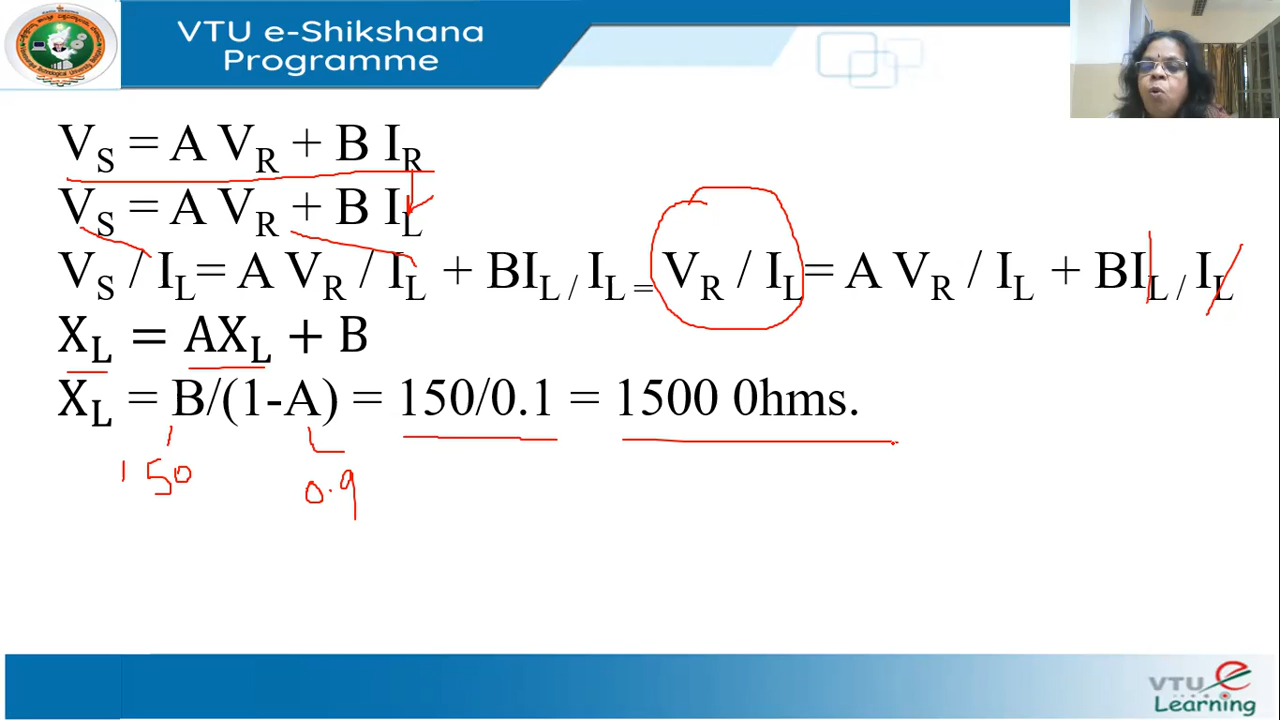 VTU e-Shikshana
Programme
V_S = A V_R + B I_R
V_S = A V_R + B I_L
V_S / I_L = A V_R / I_L + BI_L / I_L = V_R / I_L = A V_R / I_L + BI_L / I_L
X_L = AX_L + B
X_L = B/(1-A) = 150/0.1 = 1500 0hms.
150
0.9
VTU e
Learning